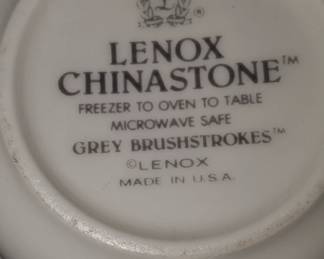 LENOX
CHINASTONE™
FREEZER TO OVEN TO TABLE
MICROWAVE SAFE
GREY BRUSHSTROKES™
©LENOX
MADE IN U.S.A.